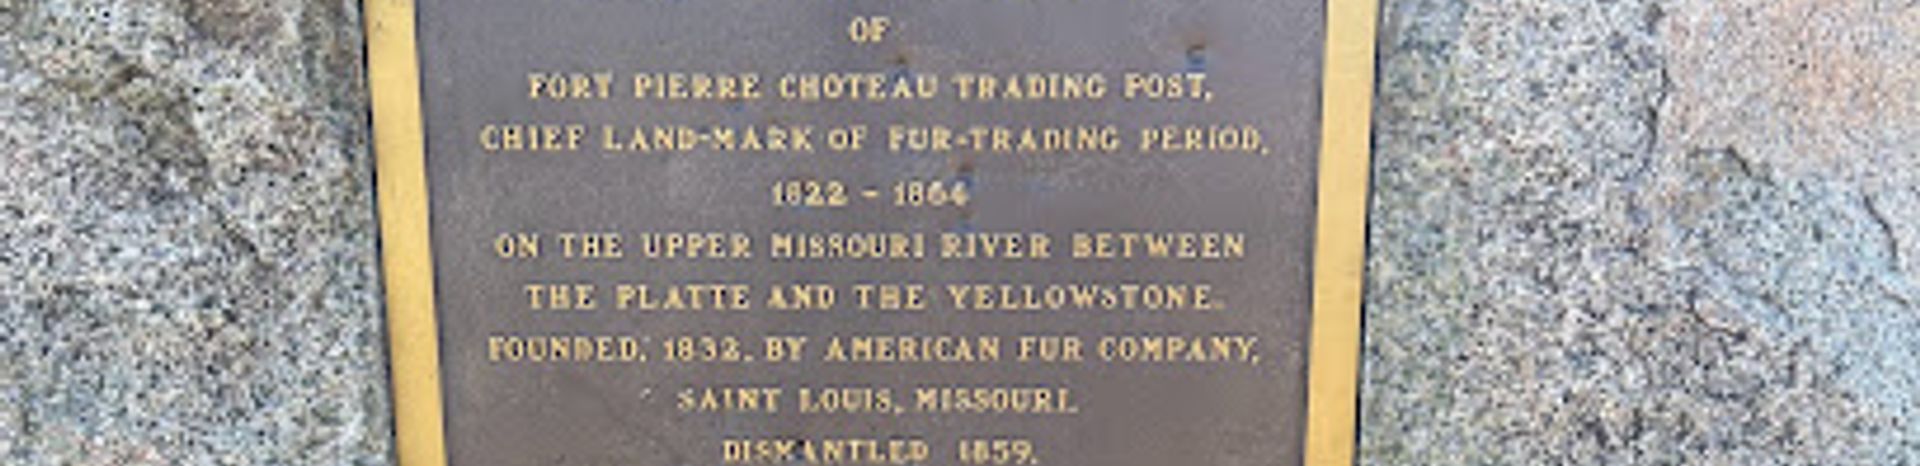 OF
FORT PIERRE CHOTEAU TRADING POST,
CHIEF LAND-MARK OF FUR-TRADING PERIOD,
1822 - 1864
ON THE UPPER MISSOURI RIVER BETWEEN
THE PLATTE AND THE YELLOWSTONE.
FOUNDED, 1832, BY AMERICAN FUR COMPANY,
SAINT LOUIS, MISSOURI.
DISMANTLED 1859.